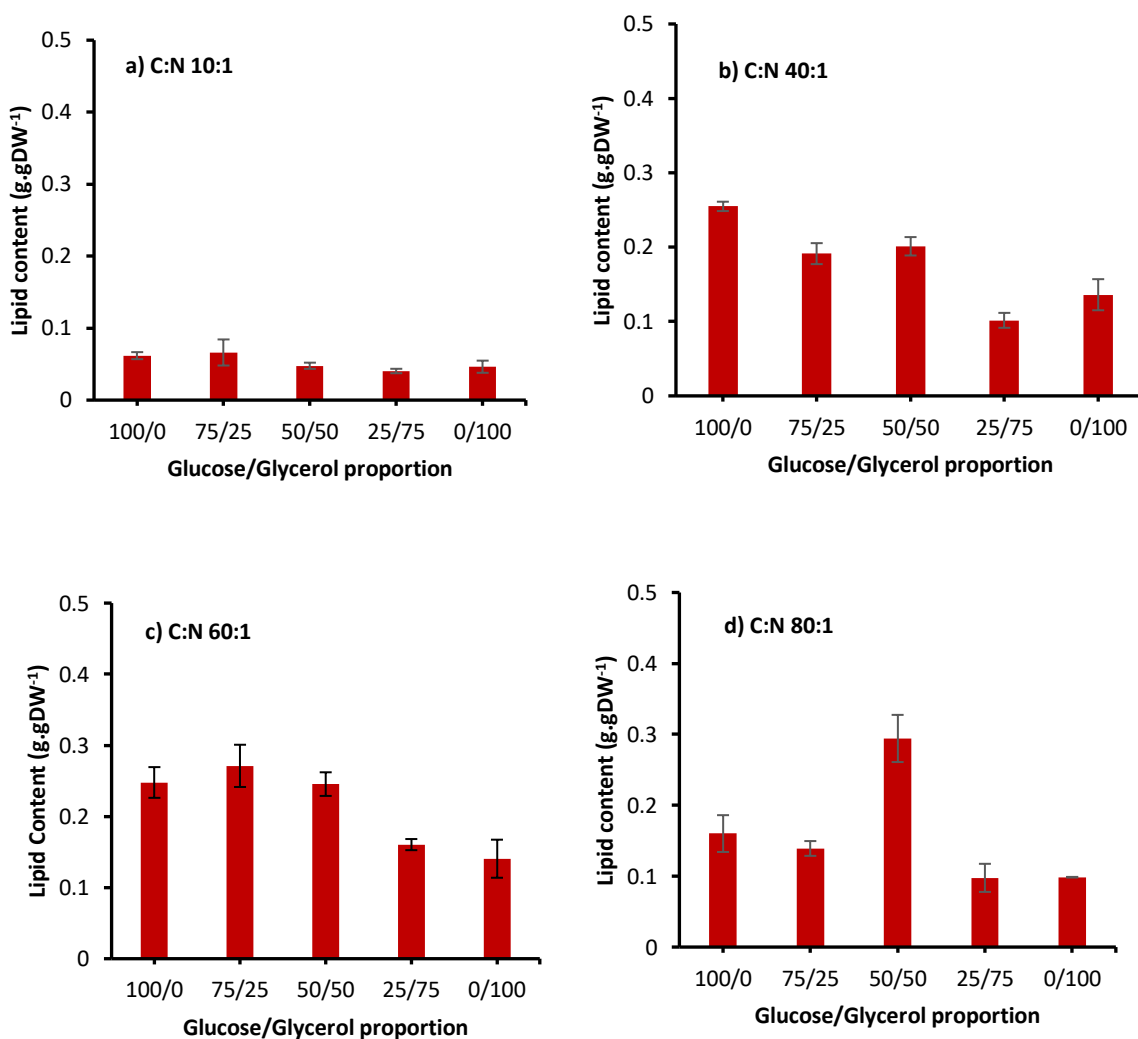 a) C:N 10:1
Lipid content (g.gDW⁻¹)
0.5
0.4
0.3
0.2
0.1
0
100/0 75/25 50/50 25/75 0/100
Glucose/Glycerol proportion
b) C:N 40:1
Lipid content (g.gDW⁻¹)
0.5
0.4
0.3
0.2
0.1
0
100/0 75/25 50/50 25/75 0/100
Glucose/Glycerol proportion
c) C:N 60:1
Lipid Content (g.gDW⁻¹)
0.5
0.4
0.3
0.2
0.1
0
100/0 75/25 50/50 25/75 0/100
Glucose/Glycerol proportion
d) C:N 80:1
Lipid content (g.gDW⁻¹)
0.5
0.4
0.3
0.2
0.1
0
100/0 75/25 50/50 25/75 0/100
Glucose/Glycerol proportion